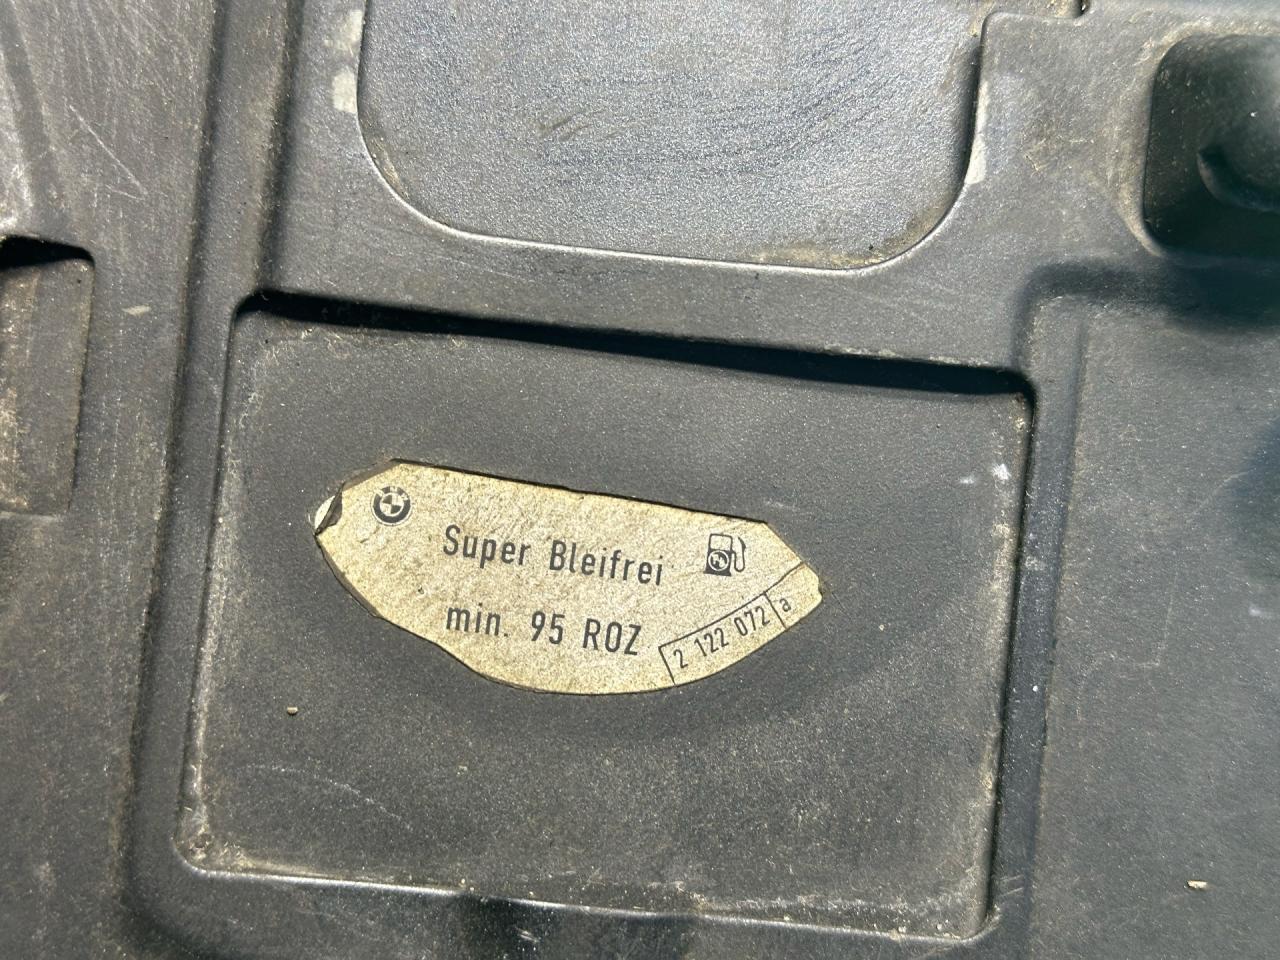 Super Bleifrei
min. 95 ROZ
2 122 072 a